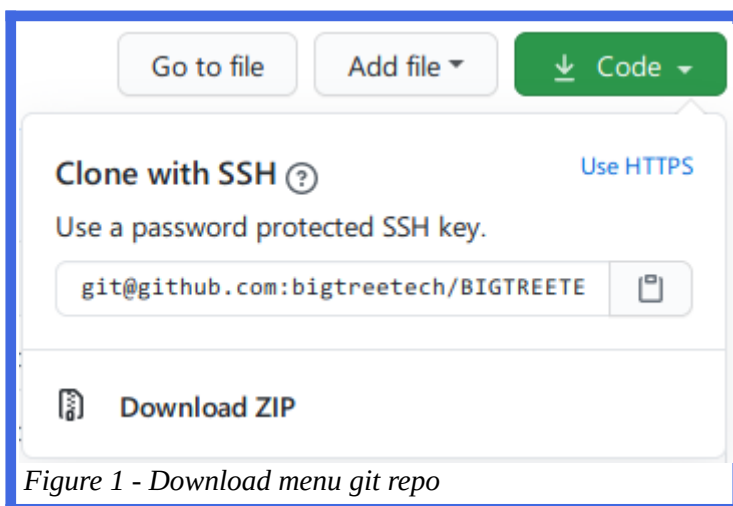 Go to file Add file Code
Clone with SSH Use HTTPS
Use a password protected SSH key.
git@github.com:bigtreetech/BIGTREETE
Download ZIP
Figure 1 - Download menu git repo